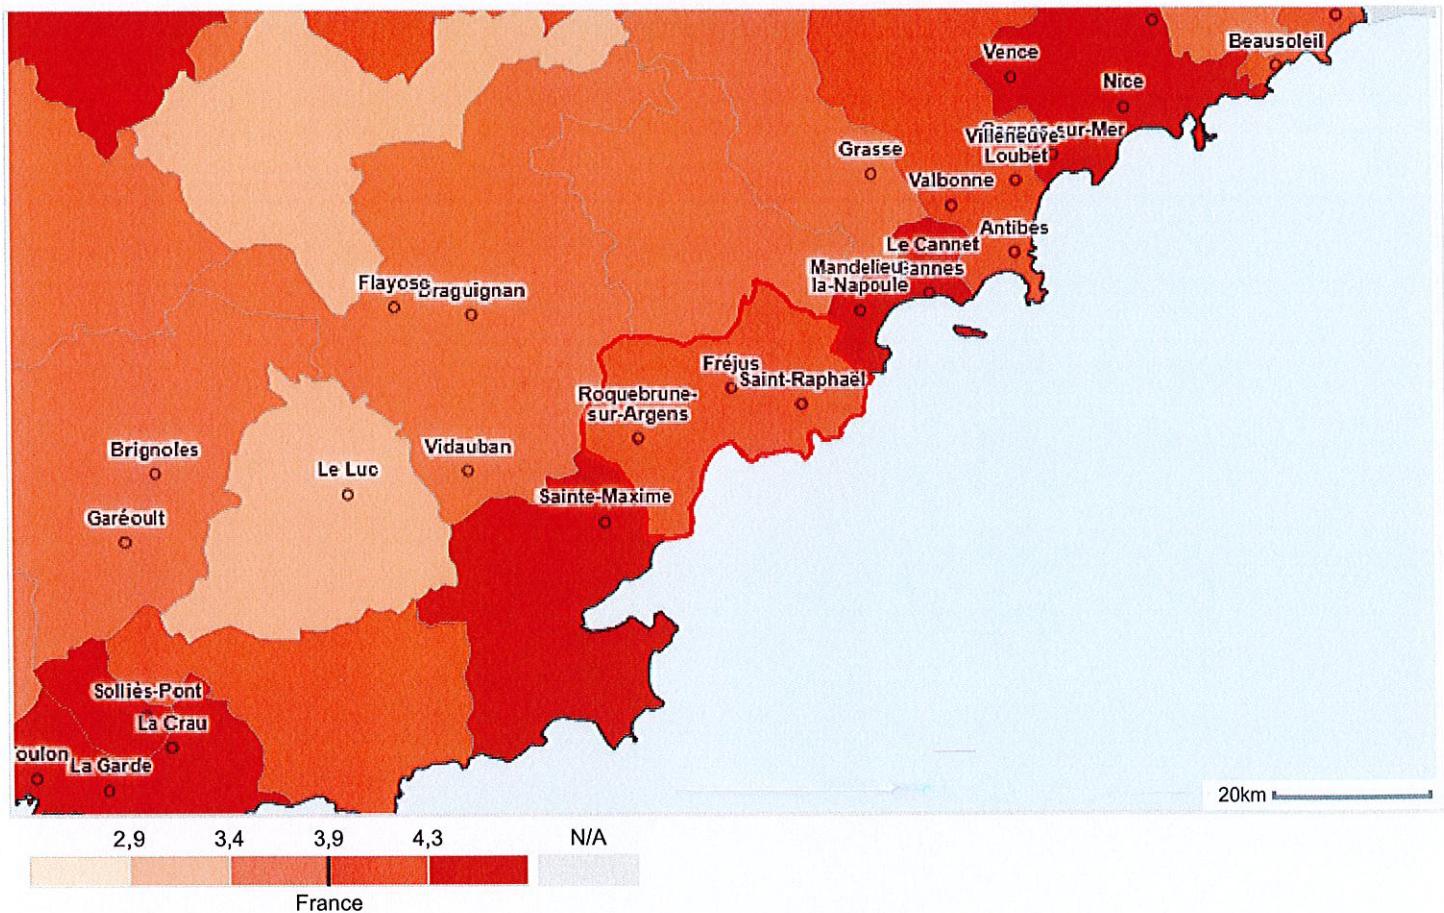 Beausoleil
Vence
Nice
Villeneuve-
Loubet
sur-Mer
Grasse
Valbonne
Antibes
Le Cannet
Mandelieu-
la-Napoule
Flayosc
Fréjus
Saint-Raphaël
Roquebrune-
sur-Argens
Brignoles
Vidauban
Le Luc
Sainte-Maxime
Garéoult
Solliès-Pont
La Crau
oulon
La Garde
20km
2,9 3,4 3,9 4,3 N/A
France